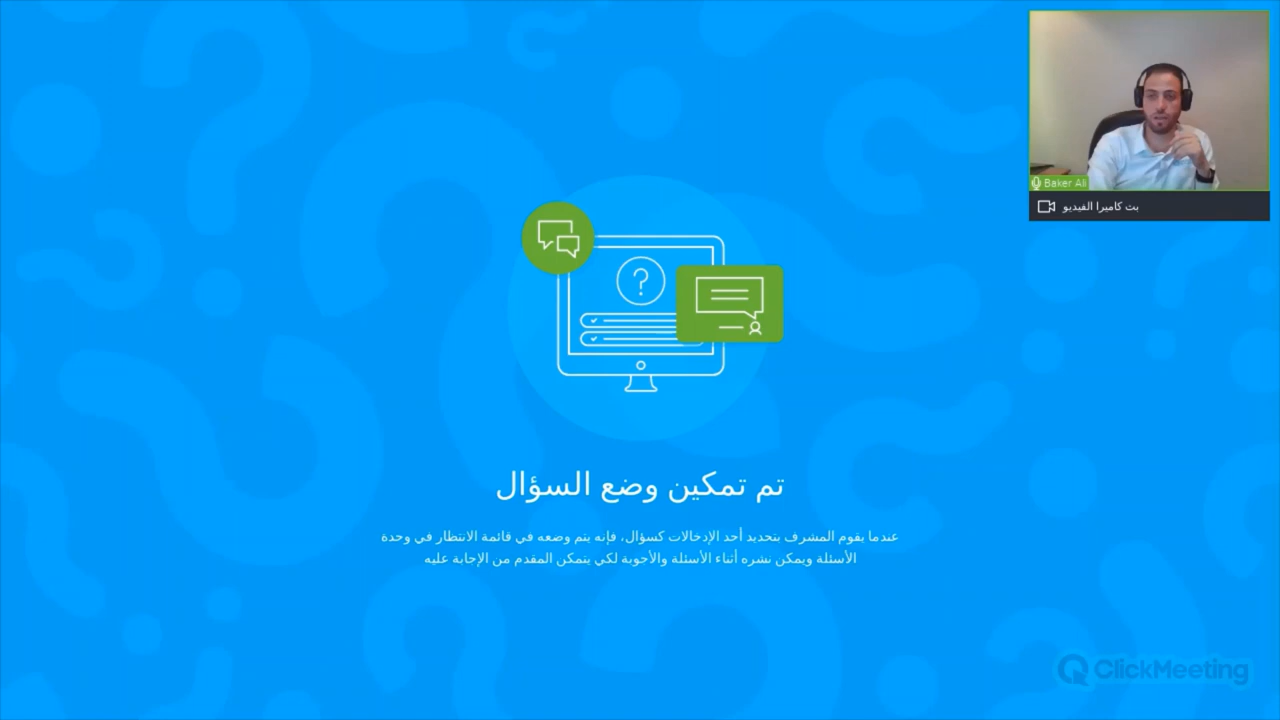 Baker Ali
بث كاميرا الفيديو
تم تمكين وضع السؤال
عندما يقوم المشرف بتحديد أحد الإدخالات كسؤال، فإنه يتم وضعه في قائمة الانتظار في وحدة
الأسئلة ويمكن نشره أثناء الأسئلة والأجوبة لكي يتمكن المقدم من الإجابة عليه
ClickMeeting